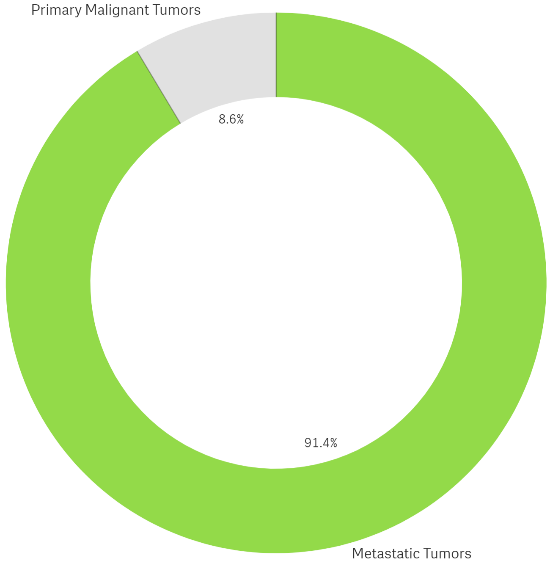 Primary Malignant Tumors
8.6%
91.4%
Metastatic Tumors